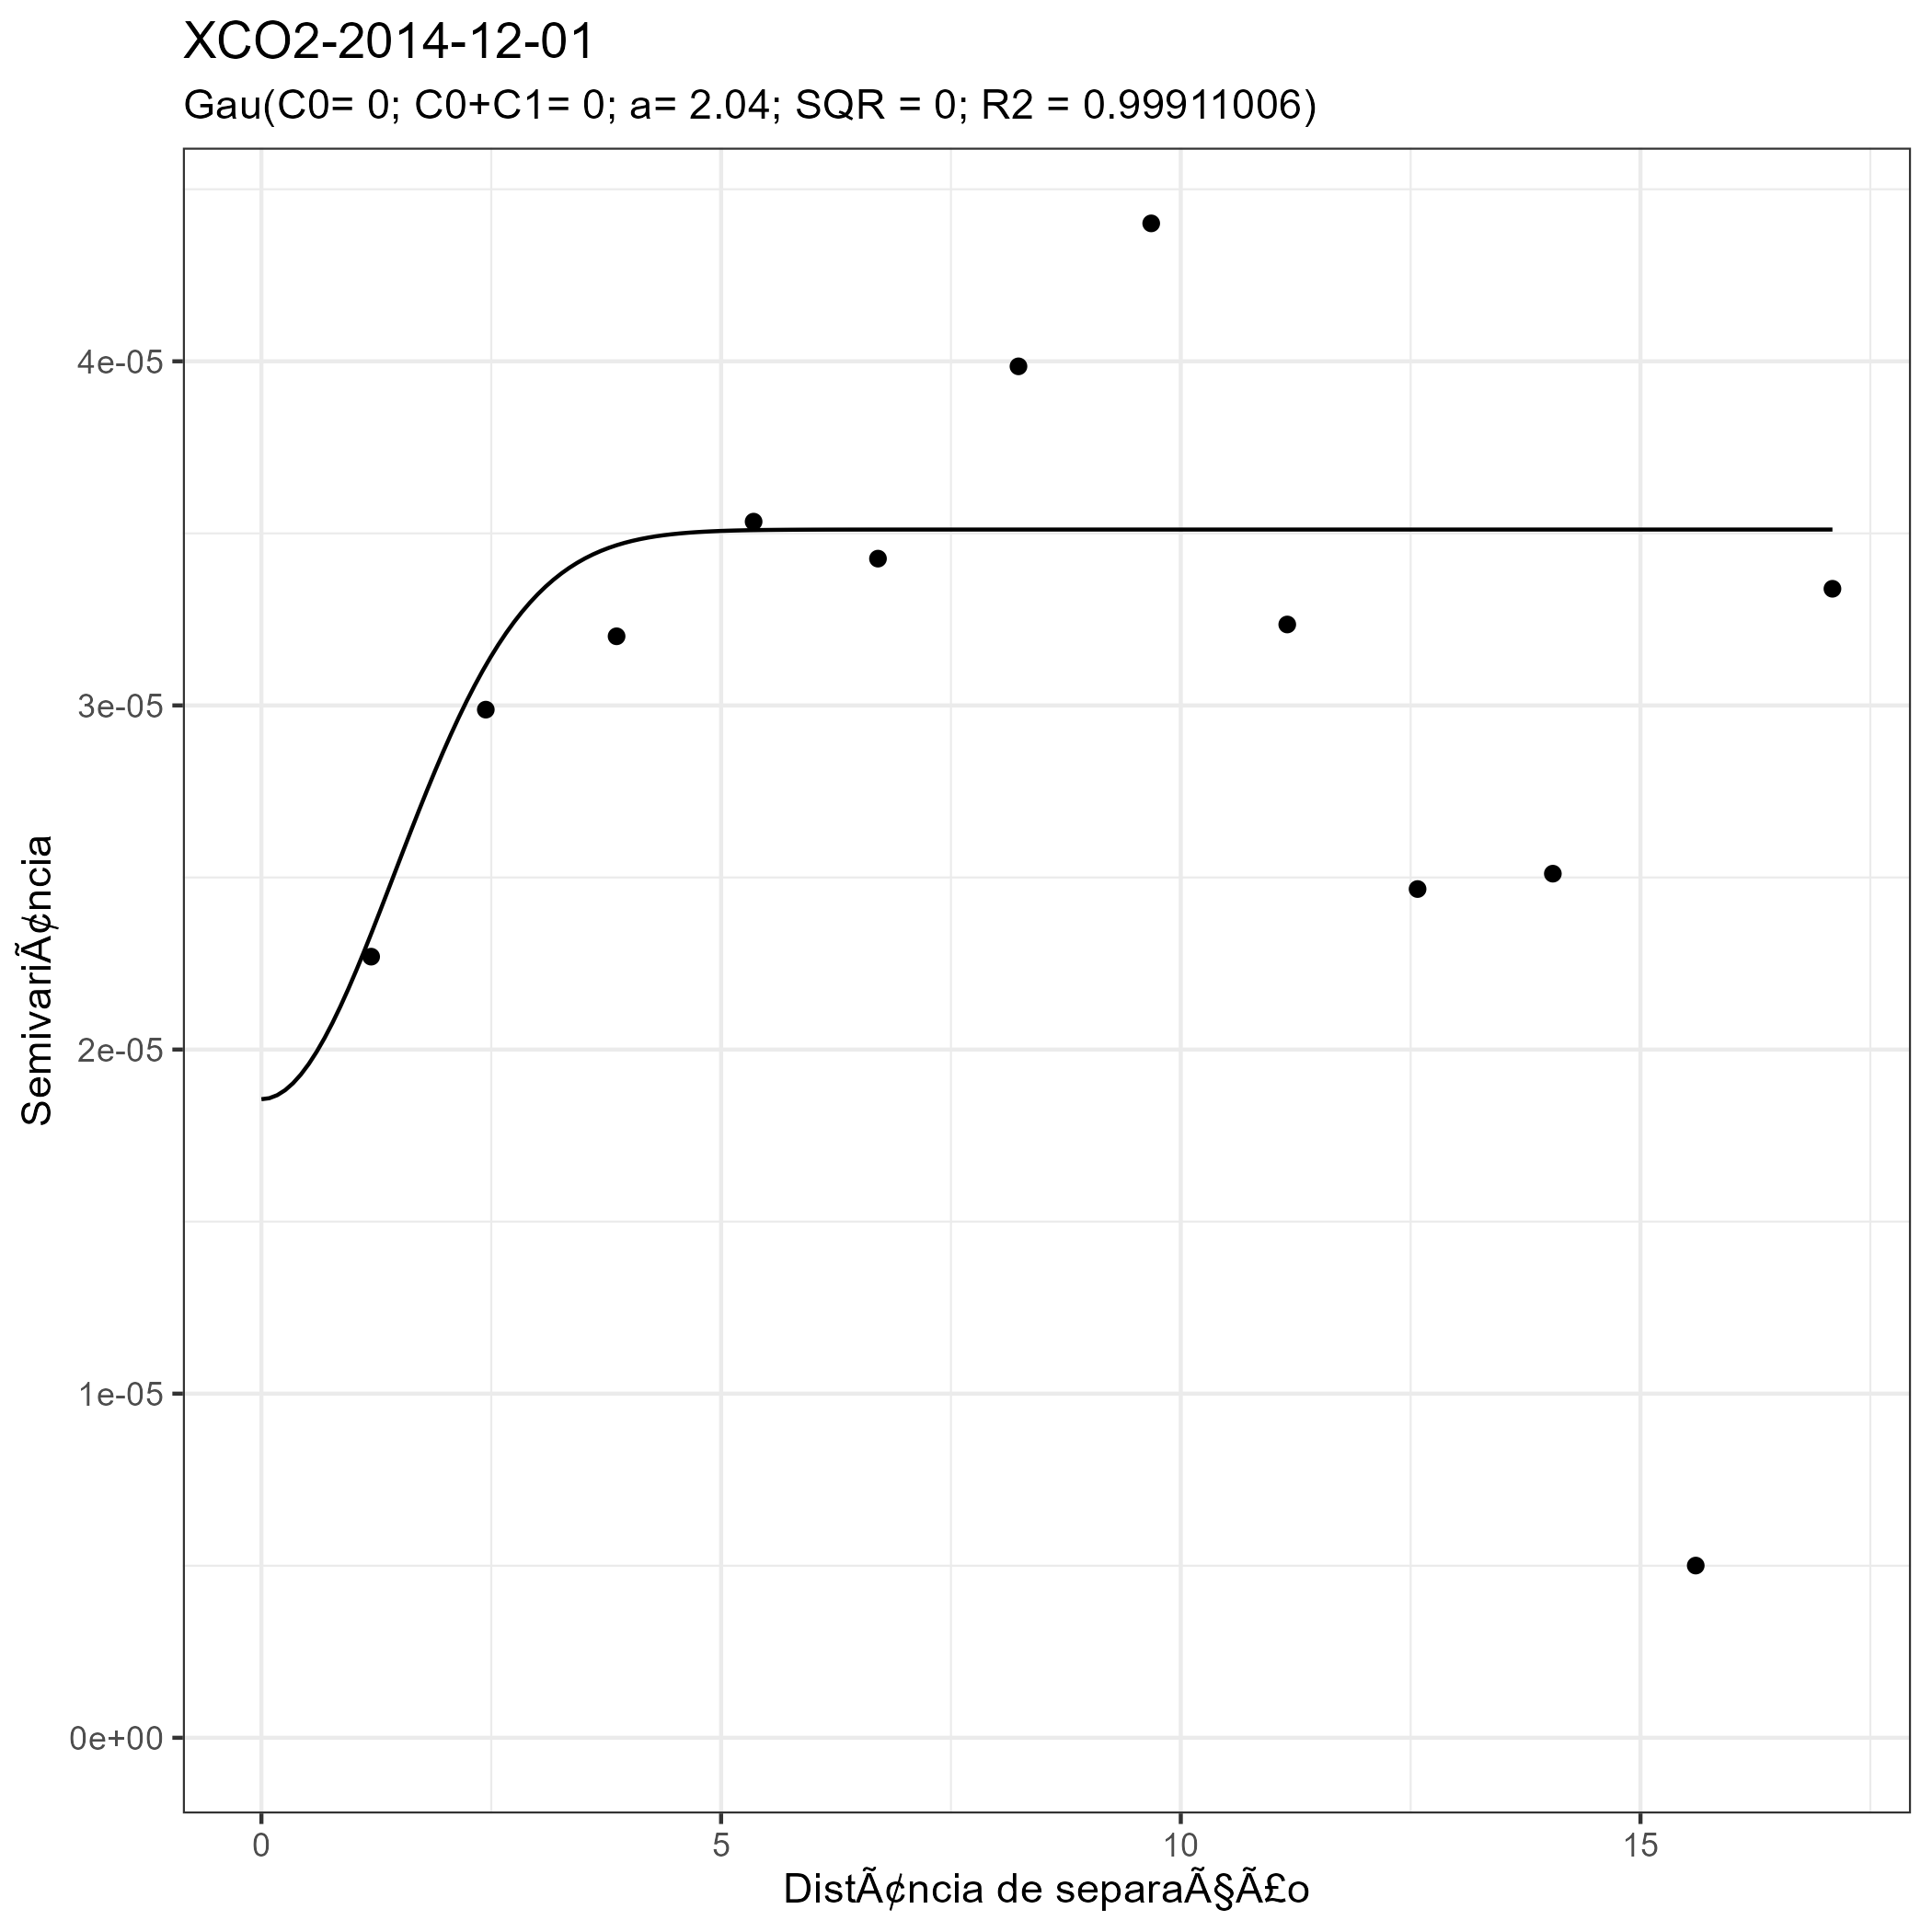 XCO2-2014-12-01
Gau(C0= 0; C0+C1= 0; a= 2.04; SQR = 0; R2 = 0.99911006)
SemivariÃ¢ncia
4e-05
3e-05
2e-05
1e-05
0e+00
0
5
10
15
DistÃ¢ncia de separaÃ§Ã£o